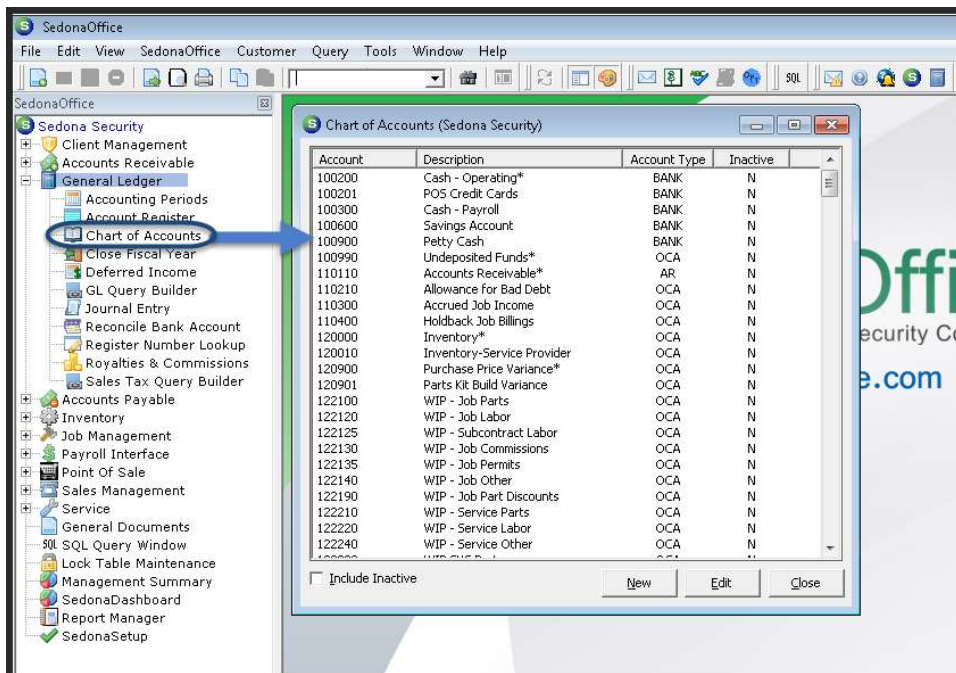 SedonaOffice
File Edit View SedonaOffice Customer Query Tools Window Help
SQL
SedonaOffice
Sedona Security
Client Management
Accounts Receivable
General Ledger
Accounting Periods
Account Register
Chart of Accounts
Close Fiscal Year
Deferred Income
GL Query Builder
Journal Entry
Reconcile Bank Account
Register Number Lookup
Royalties & Commissions
Sales Tax Query Builder
Accounts Payable
Inventory
Job Management
Payroll Interface
Point Of Sale
Sales Management
Service
General Documents
SQL SQL Query Window
Lock Table Maintenance
Management Summary
SedonaDashboard
Report Manager
SedonaSetup
Chart of Accounts (Sedona Security)
Account Description Account Type Inactive
100200 Cash - Operating* BANK N
100201 POS Credit Cards BANK N
100300 Cash - Payroll BANK N
100600 Savings Account BANK N
100900 Petty Cash BANK N
100990 Undeposited Funds* OCA N
110110 Accounts Receivable* AR N
110210 Allowance for Bad Debt OCA N
110300 Accrued Job Income OCA N
110400 Holdback Job Billings OCA N
120000 Inventory* OCA N
120010 Inventory-Service Provider OCA N
120900 Purchase Price Variance* OCA N
120901 Parts Kit Build Variance OCA N
122100 WIP - Job Parts OCA N
122120 WIP - Job Labor OCA N
122125 WIP - Subcontract Labor OCA N
122130 WIP - Job Commissions OCA N
122135 WIP - Job Permits OCA N
122140 WIP - Job Other OCA N
122190 WIP - Job Part Discounts OCA N
122210 WIP - Service Parts OCA N
122220 WIP - Service Labor OCA N
122240 WIP - Service Other OCA N
Include Inactive
New Edit Close
Offi
ecurity Co
e.com